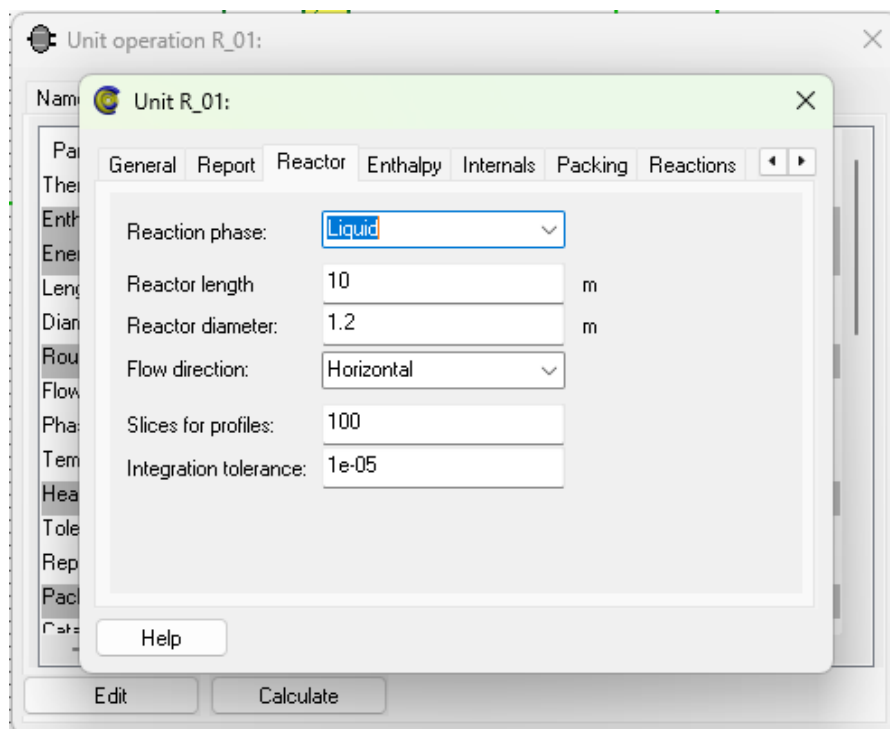 Unit operation R_01:
Unit R_01:
General Report Reactor Enthalpy Internals Packing Reactions
Reaction phase: Liquid
Reactor length 10 m
Reactor diameter: 1.2 m
Flow direction: Horizontal
Slices for profiles: 100
Integration tolerance: 1e-05
Help
Edit Calculate